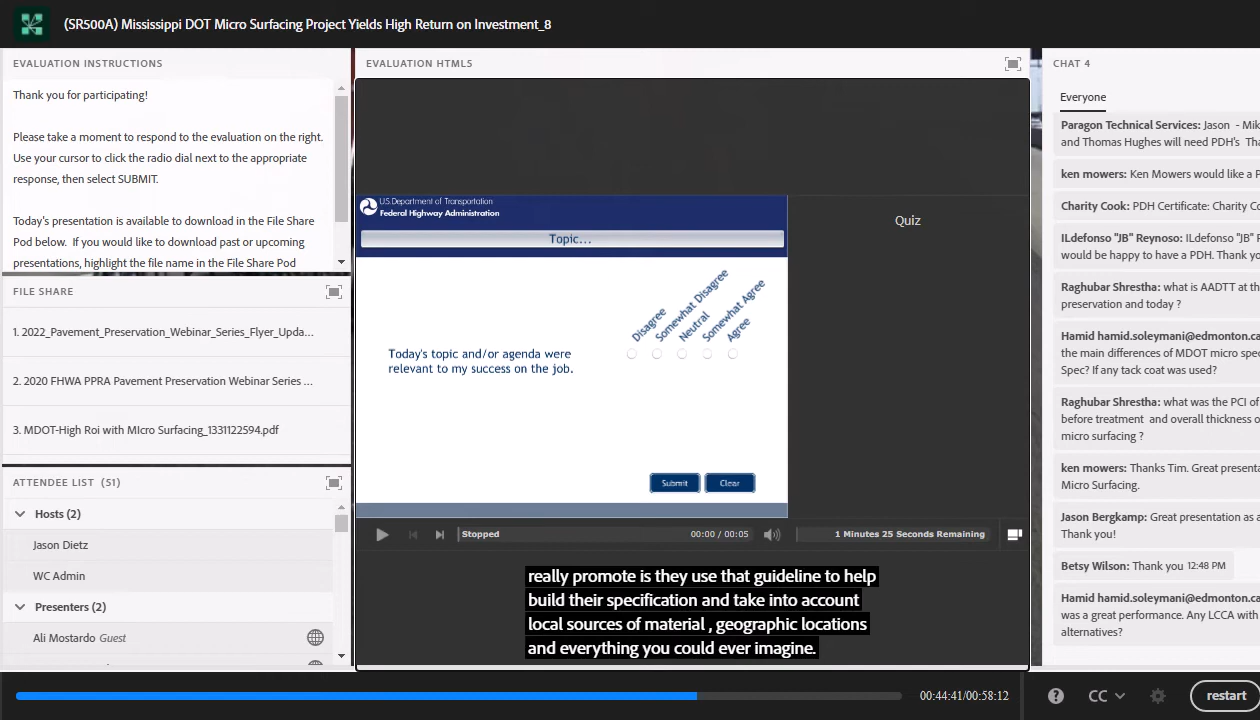 (SR500A) Mississippi DOT Micro Surfacing Project Yields High Return on Investment_8
EVALUATION INSTRUCTIONS
Thank you for participating!
Please take a moment to respond to the evaluation on the right.
Use your cursor to click the radio dial next to the appropriate
response, then select SUBMIT.
Today's presentation is available to download in the File Share
Pod below. If you would like to download past or upcoming
presentations, highlight the file name in the File Share Pod
FILE SHARE
1. 2022_Pavement_Preservation_Webinar_Series_Flyer_Upda...
2. 2020 FHWA PPRA Pavement Preservation Webinar Series ...
3. MDOT-High Roi with MIcro Surfacing_1331122594.pdf
ATTENDEE LIST (51)
Hosts (2)
Jason Dietz
WC Admin
Presenters (2)
Ali Mostardo Guest
EVALUATION HTML5
U.S.Department of Transportation
Federal Highway Administration
Topic...
Disagree
Somewhat Disagree
Neutral
Somewhat Agree
Agree
Today's topic and/or agenda were
relevant to my success on the job.
Submit Clear
Quiz
Stopped 00:00 / 00:05 1 Minutes 25 Seconds Remaining
really promote is they use that guideline to help
build their specification and take into account
local sources of material , geographic locations
and everything you could ever imagine.
CHAT 4
Everyone
Paragon Technical Services: Jason - Mik
and Thomas Hughes will need PDH's Tha
ken mowers: Ken Mowers would like a P
Charity Cook: PDH Certificate: Charity Co
ILdefonso "JB" Reynoso: ILdefonso "JB" R
would be happy to have a PDH. Thank yo
Raghubar Shrestha: what is AADTT at th
preservation and today ?
Hamid hamid.soleymani@edmonton.ca
the main differences of MDOT micro spec
Spec? If any tack coat was used?
Raghubar Shrestha: what was the PCI of
before treatment and overall thickness o
micro surfacing ?
ken mowers: Thanks Tim. Great presenta
Micro Surfacing.
Jason Bergkamp: Great presentation as a
Thank you!
Betsy Wilson: Thank you 12:48 PM
Hamid hamid.soleymani@edmonton.ca
was a great performance. Any LCCA with
alternatives?
00:44:41/00:58:12
? CC restart